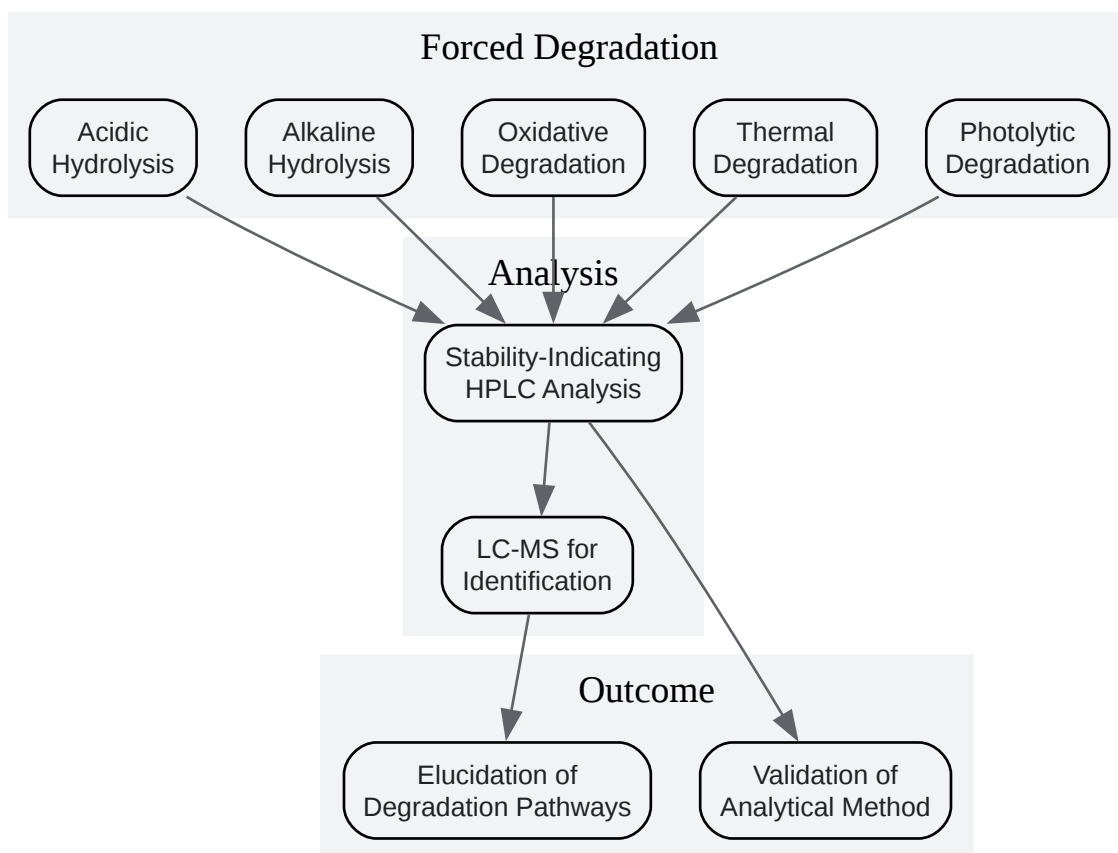 Forced Degradation
Acidic
Hydrolysis
Alkaline
Hydrolysis
Oxidative
Degradation
Thermal
Degradation
Photolytic
Degradation
Analysis
Stability-Indicating
HPLC Analysis
LC-MS for
Identification
Outcome
Elucidation of
Degradation Pathways
Validation of
Analytical Method